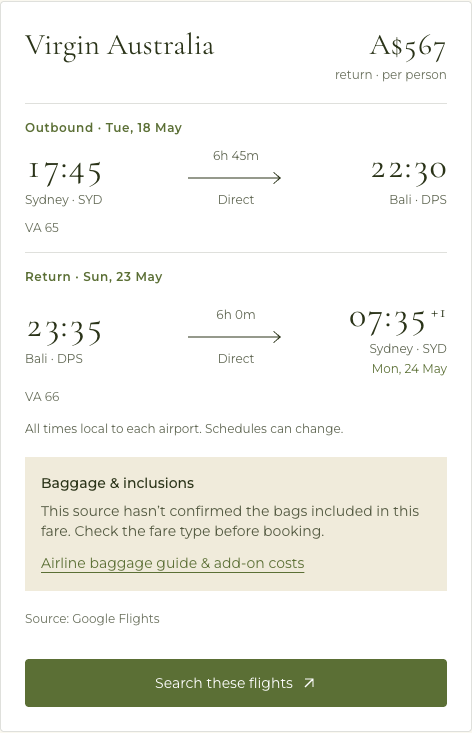 Virgin Australia
A$567
return · per person
Outbound · Tue, 18 May
17:45
6h 45m
22:30
Sydney · SYD
Direct
Bali · DPS
VA 65
Return · Sun, 23 May
23:35
6h 0m
07:35 +1
Bali · DPS
Direct
Sydney · SYD
Mon, 24 May
VA 66
All times local to each airport. Schedules can change.
Baggage & inclusions
This source hasn’t confirmed the bags included in this
fare. Check the fare type before booking.
Airline baggage guide & add-on costs
Source: Google Flights
Search these flights